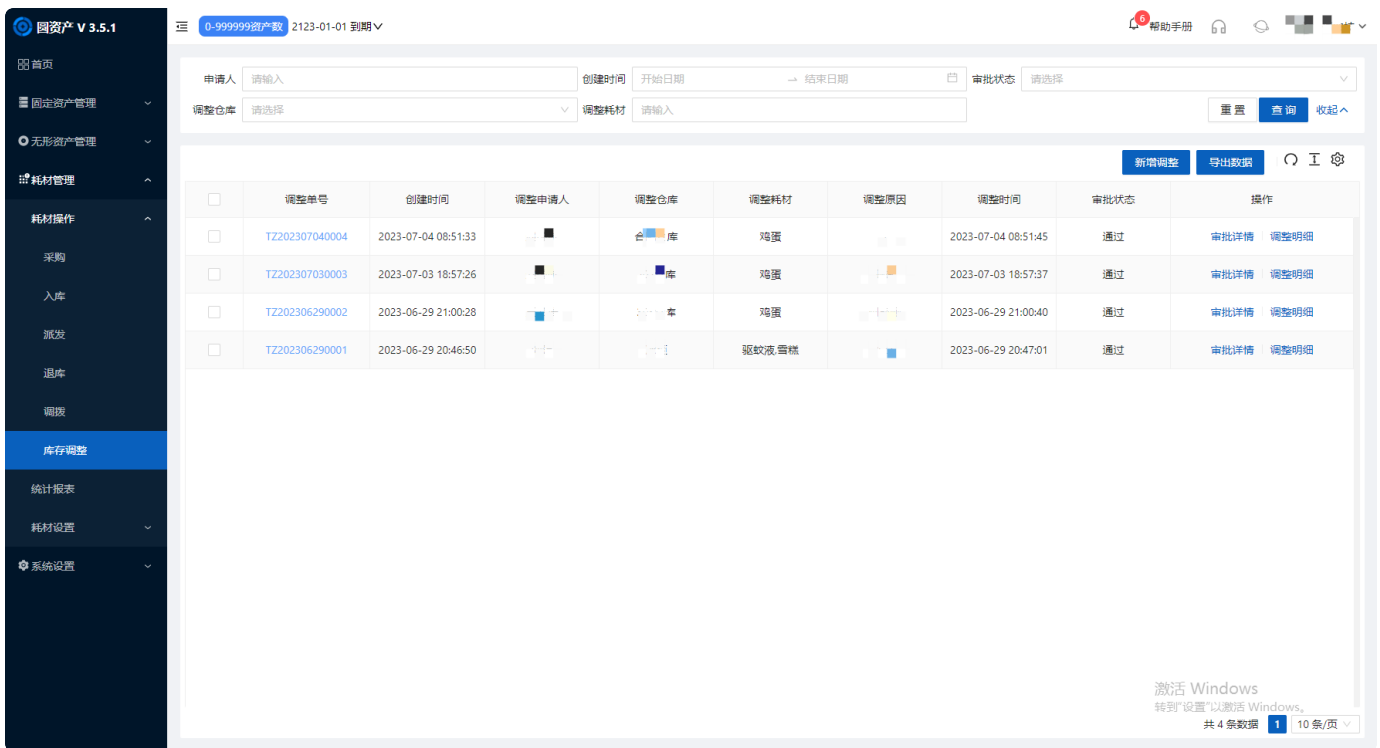 圆资产 V 3.5.1
0-999999资产数 2123-01-01 到期
6
帮助手册
首页
固定资产管理
无形资产管理
耗材管理
耗材操作
采购
入库
派发
退库
调拨
库存调整
统计报表
耗材设置
系统设置
申请人 请输入 创建时间 开始日期 结束日期 审批状态 请选择
调整仓库 请选择 调整耗材 请输入 重置 查询 收起
新增调整 导出数据
调整单号 创建时间 调整申请人 调整仓库 调整耗材 调整原因 调整时间 审批状态 操作
TZ202307040004 2023-07-04 08:51:33 库 鸡蛋 2023-07-04 08:51:45 通过 审批详情 调整明细
TZ202307030003 2023-07-03 18:57:26 库 鸡蛋 2023-07-03 18:57:37 通过 审批详情 调整明细
TZ202306290002 2023-06-29 21:00:28 鸡蛋 2023-06-29 21:00:40 通过 审批详情 调整明细
TZ202306290001 2023-06-29 20:46:50 驱蚊液,雪糕 2023-06-29 20:47:01 通过 审批详情 调整明细
激活 Windows
转到"设置"以激活 Windows。
共 4 条数据 1 10 条/页